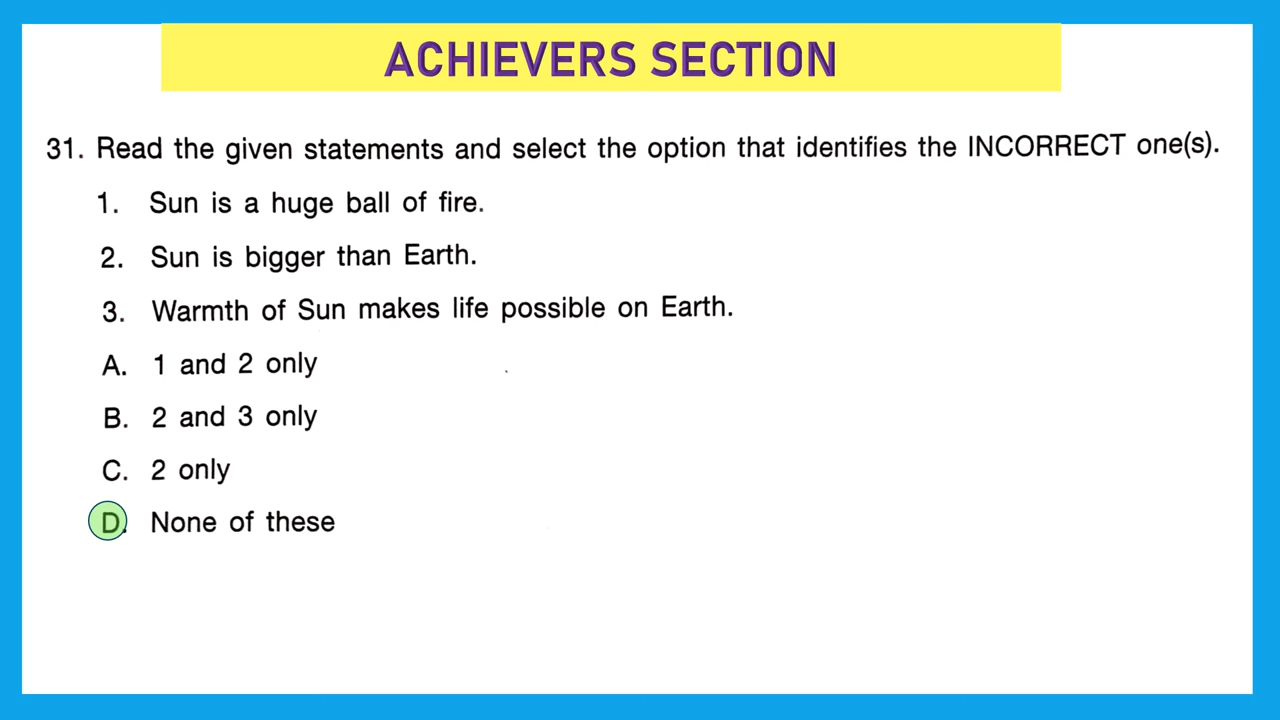 ACHIEVERS SECTION
31. Read the given statements and select the option that identifies the INCORRECT one(s).
1. Sun is a huge ball of fire.
2. Sun is bigger than Earth.
3. Warmth of Sun makes life possible on Earth.
A. 1 and 2 only
B. 2 and 3 only
C. 2 only
D. None of these